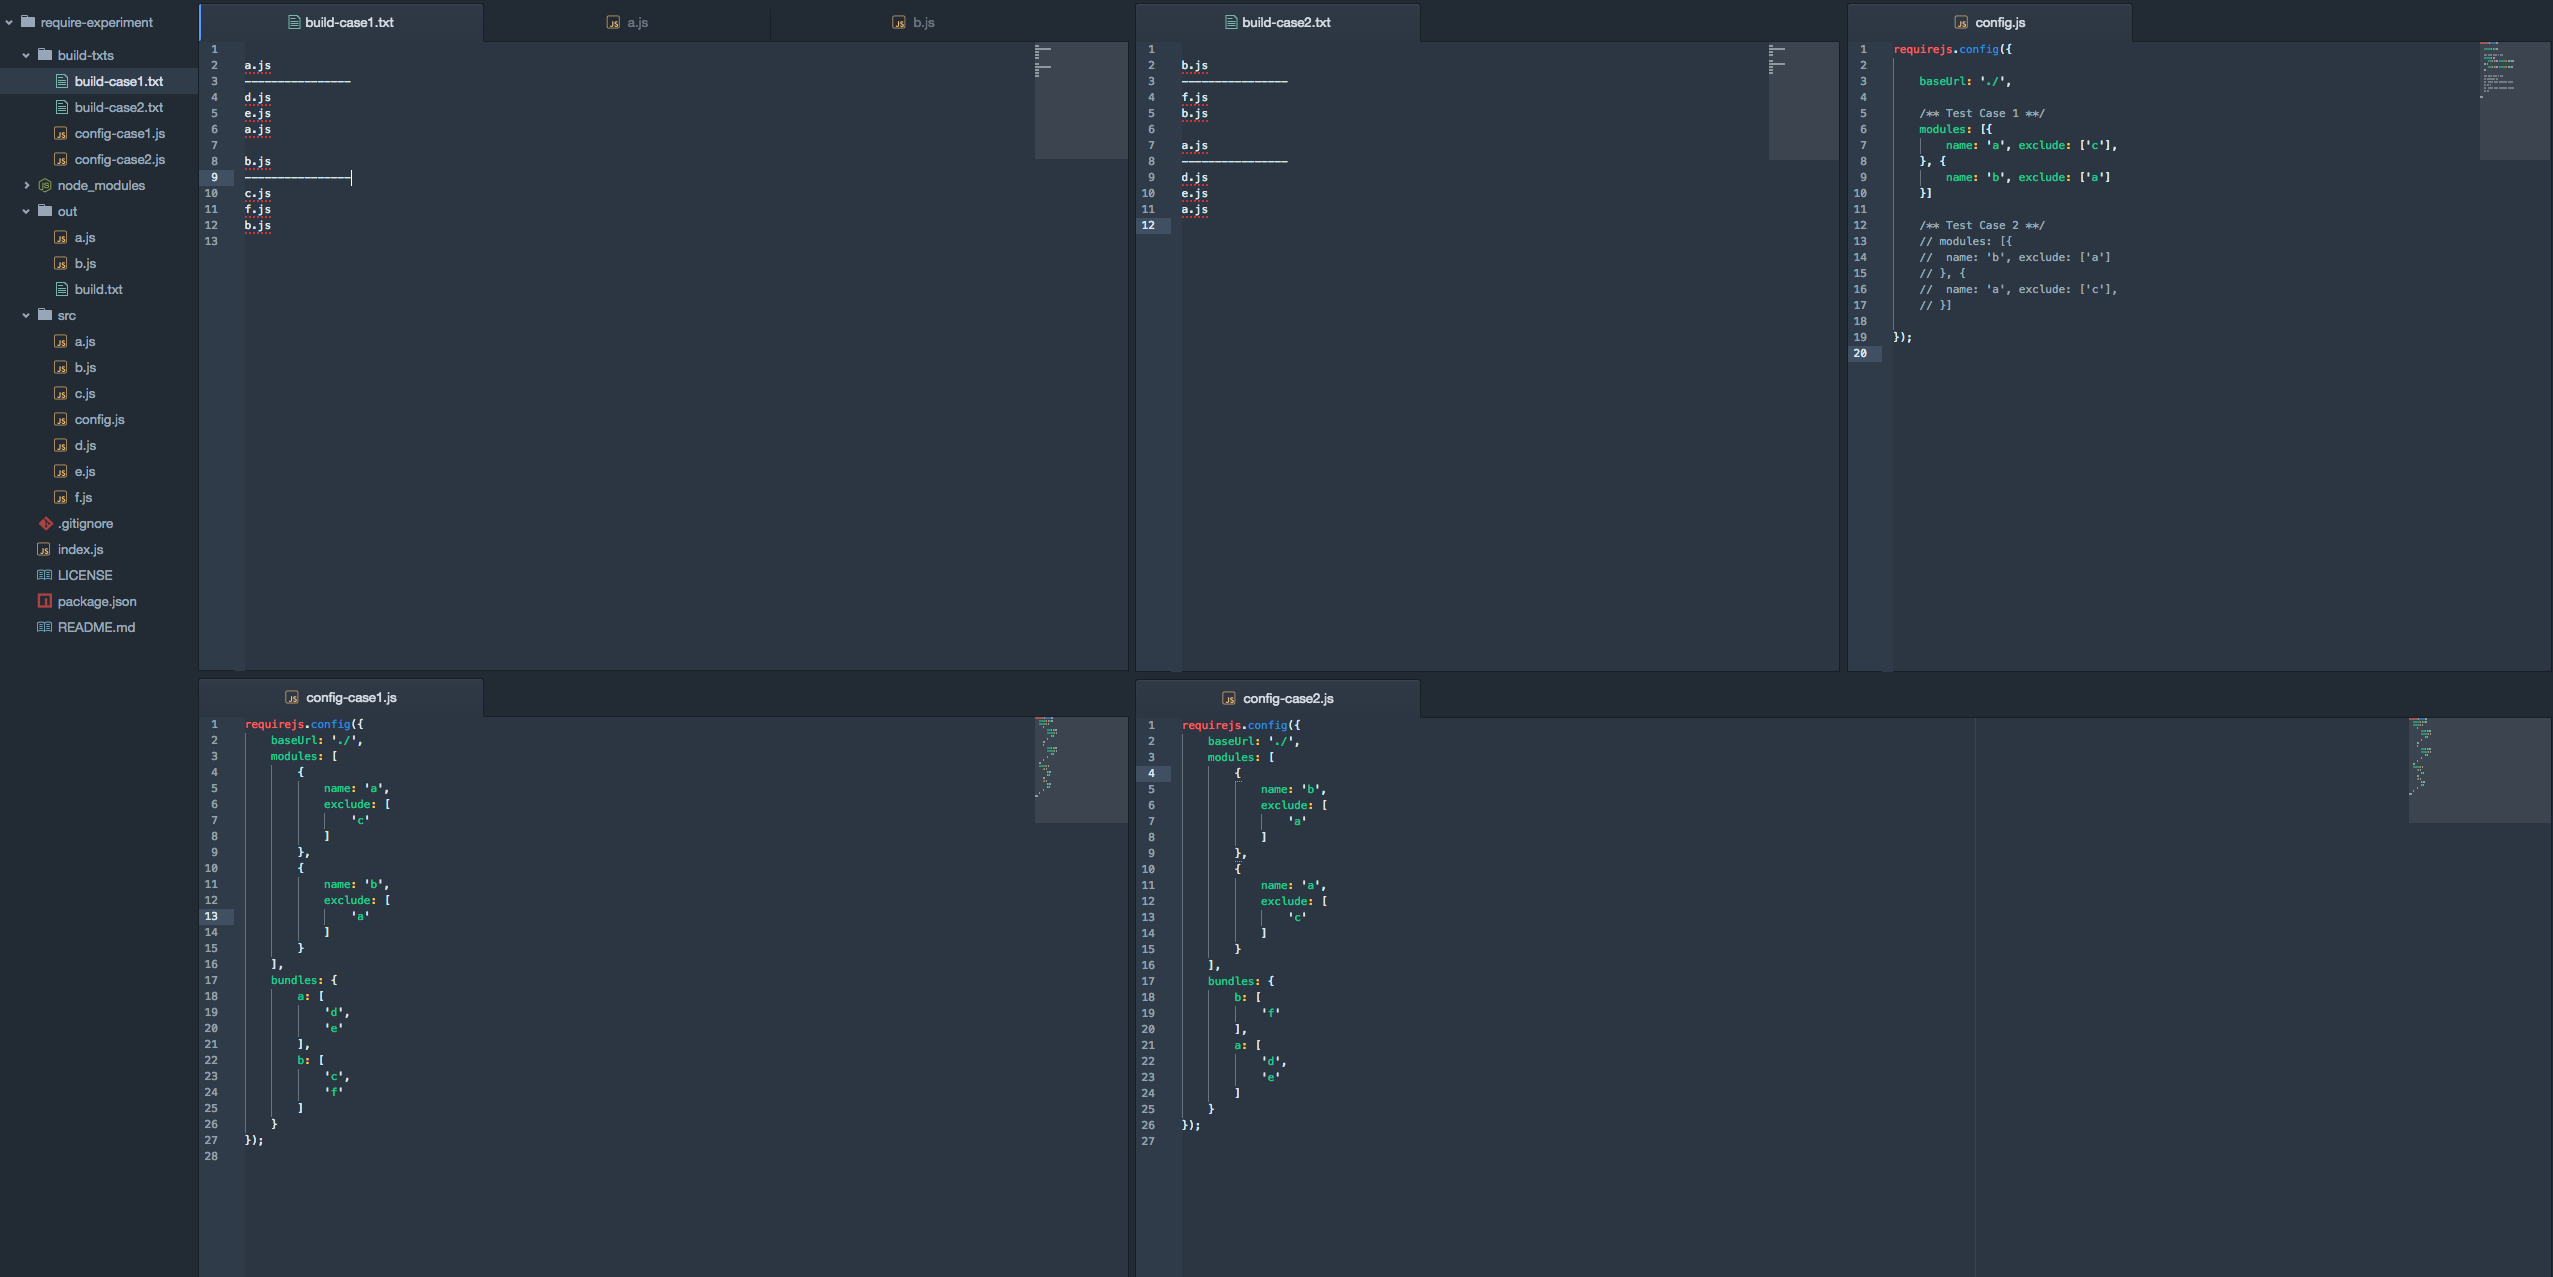 require-experiment
build-txts
build-case1.txt
build-case2.txt
config-case1.js
config-case2.js
node_modules
out
a.js
b.js
build.txt
src
a.js
b.js
c.js
config.js
d.js
e.js
f.js
.gitignore
index.js
LICENSE
package.json
README.md
build-case1.txt a.js b.js
1
2 a.js
3 ----------------
4 d.js
5 e.js
6 a.js
7
8 b.js
9 ----------------
10 c.js
11 f.js
12 b.js
13
build-case2.txt
1
2 b.js
3 ----------------
4 f.js
5 b.js
6
7 a.js
8 ----------------
9 d.js
10 e.js
11 a.js
12
config.js
1 requirejs.config({
2
3 baseUrl: './',
4
5 /** Test Case 1 **/
6 modules: [{
7 name: 'a', exclude: ['c'],
8 }, {
9 name: 'b', exclude: ['a']
10 }]
11
12 /** Test Case 2 **/
13 // modules: [{
14 //  name: 'b', exclude: ['a']
15 // }, {
16 //  name: 'a', exclude: ['c'],
17 // }]
18
19 });
20
config-case1.js
1 requirejs.config({
2 baseUrl: './',
3 modules: [
4 {
5 name: 'a',
6 exclude: [
7 'c'
8 ]
9 },
10 {
11 name: 'b',
12 exclude: [
13 'a'
14 ]
15 }
16 ],
17 bundles: {
18 a: [
19 'd',
20 'e'
21 ],
22 b: [
23 'c',
24 'f'
25 ]
26 }
27 });
28
config-case2.js
1 requirejs.config({
2 baseUrl: './',
3 modules: [
4 {
5 name: 'b',
6 exclude: [
7 'a'
8 ]
9 },
10 {
11 name: 'a',
12 exclude: [
13 'c'
14 ]
15 }
16 ],
17 bundles: {
18 b: [
19 'f'
20 ],
21 a: [
22 'd',
23 'e'
24 ]
25 }
26 });
27